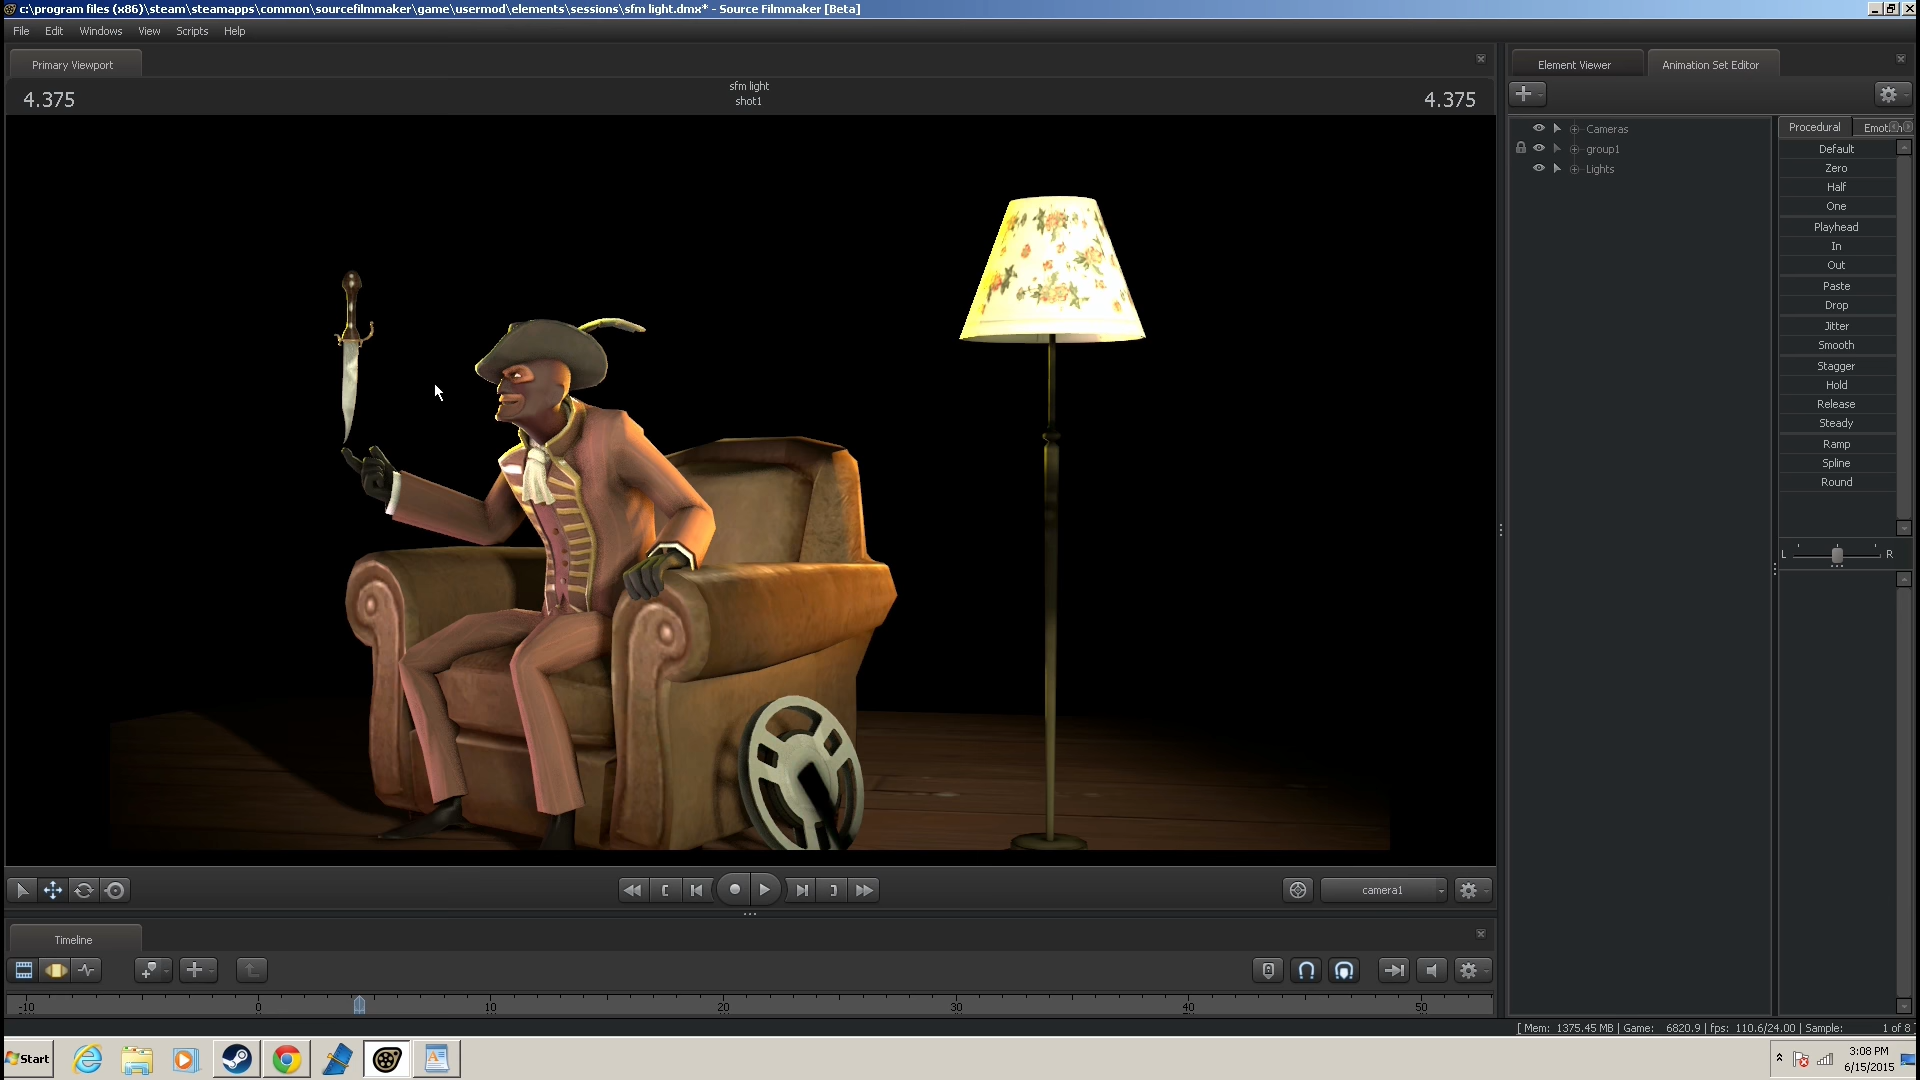 c:\program files (x86)\steam\steamapps\common\sourcefilmmaker\game\usermod\elements\sessions\sfm light.dmx* - Source Filmmaker [Beta]
File Edit Windows View Scripts Help
Primary Viewport
4.375
sfm light
shot1
4.375
Element Viewer
Animation Set Editor
Cameras
group1
Lights
Procedural
Default
Zero
Half
One
Playhead
In
Out
Paste
Drop
Jitter
Smooth
Stagger
Hold
Release
Steady
Ramp
Spline
Round
L R
camera1
Timeline
-10 0 10 20 30 40 50
[ Mem: 1375.45 MB | Game: 6820.9 | fps: 110.6/24.00 | Sample: 1 of 8
Start
3:08 PM
6/15/2015